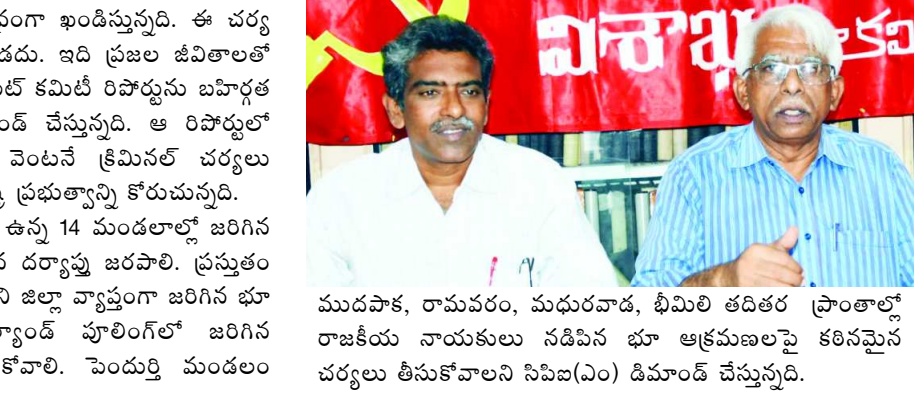 దంగా ఖండిస్తున్నది. ఈ చర్య
డదు. ఇది ప్రజల జీవితాలతో
ట్ కమిటీ రిపోర్టును బహిర్గత
ండ్ చేస్తున్నది. ఆ రిపోర్టులో
వెంటనే క్రిమినల్ చర్యలు
ప్రభుత్వాన్ని కోరుచున్నది.
ఉన్న 14 మండలాల్లో జరిగిన
దర్యాప్తు జరపాలి. ప్రస్తుతం
ని జిల్లా వ్యాప్తంగా జరిగిన భూ
్యాండ్ పూలింగ్‌లో జరిగిన
కోవాలి. పెందుర్తి మండలం
విశాఖ
ముదపాక, రామవరం, మధురవాడ, భీమిలి తదితర ప్రాంతాల్లో
రాజకీయ నాయకులు నడిపిన భూ ఆక్రమణలపై కఠినమైన
చర్యలు తీసుకోవాలని సిపిఐ(ఎం) డిమాండ్ చేస్తున్నది.